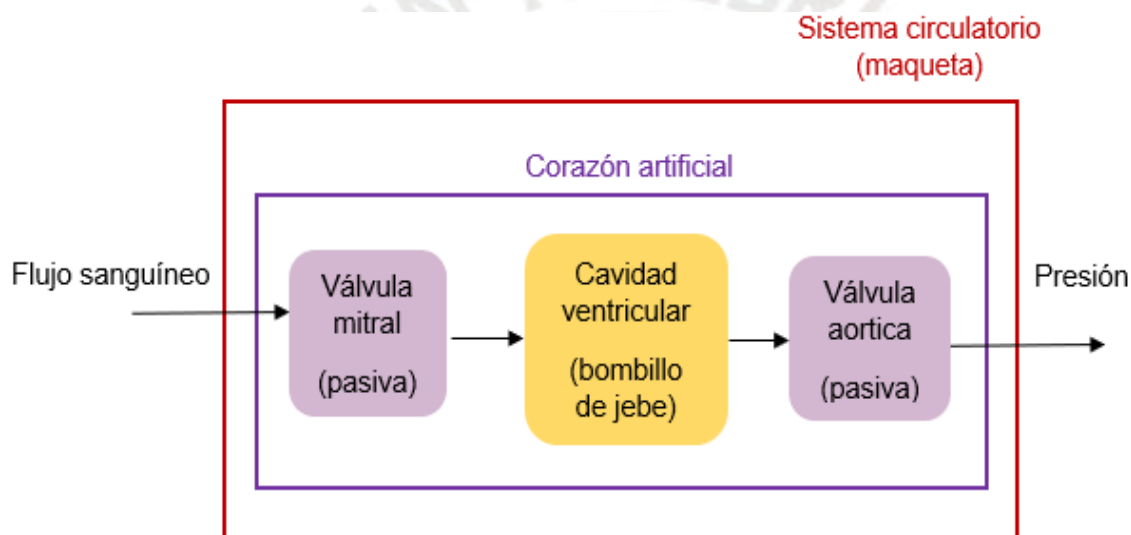 Sistema circulatorio
(maqueta)
Corazón artificial
Flujo sanguíneo
Válvula
mitral
(pasiva)
Cavidad
ventricular
(bombillo
de jebe)
Válvula
aortica
(pasiva)
Presión